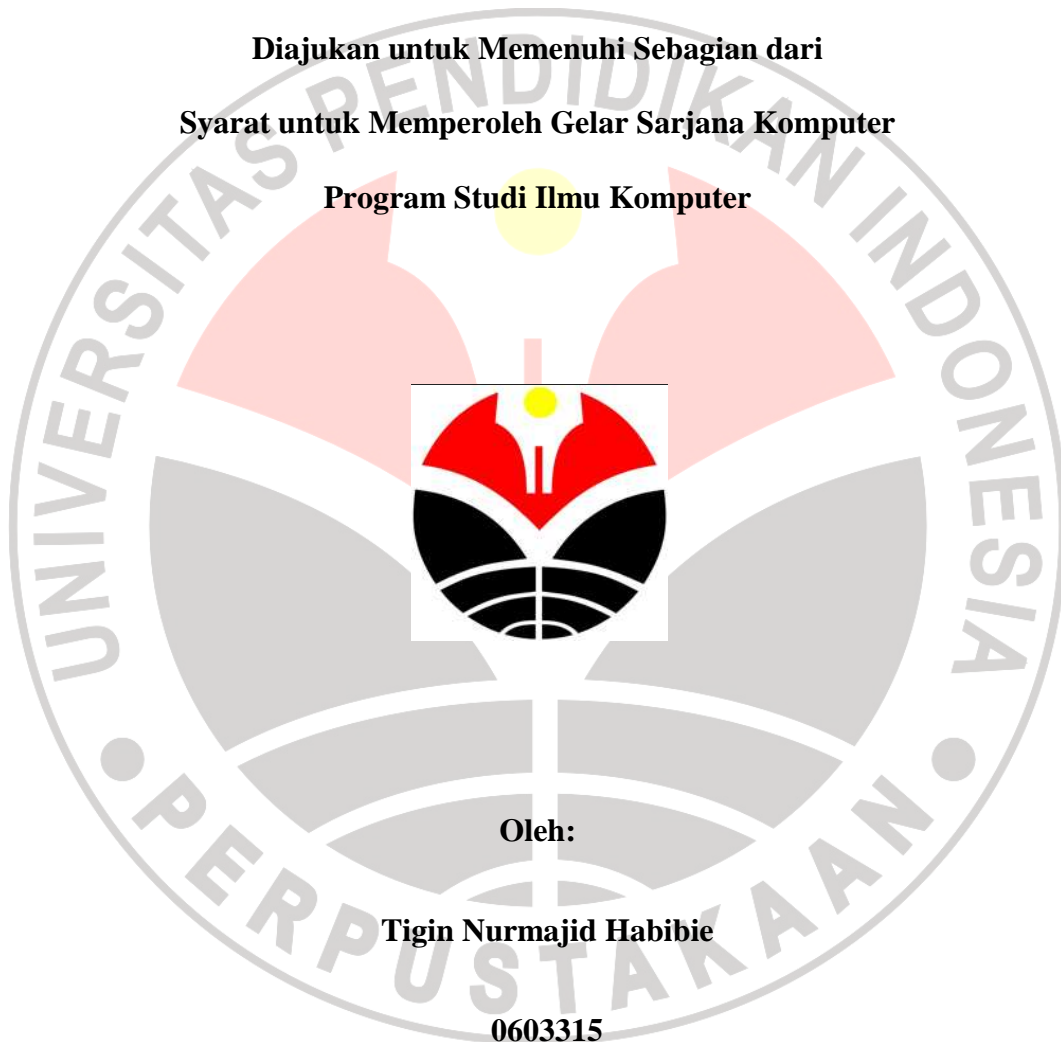 Diajukan untuk Memenuhi Sebagian dari
Syarat untuk Memperoleh Gelar Sarjana Komputer
Program Studi Ilmu Komputer
Oleh:
Tigin Nurmajid Habibie
0603315
UNIVERSITAS PENDIDIKAN INDONESIA
PERPUSTAKAAN